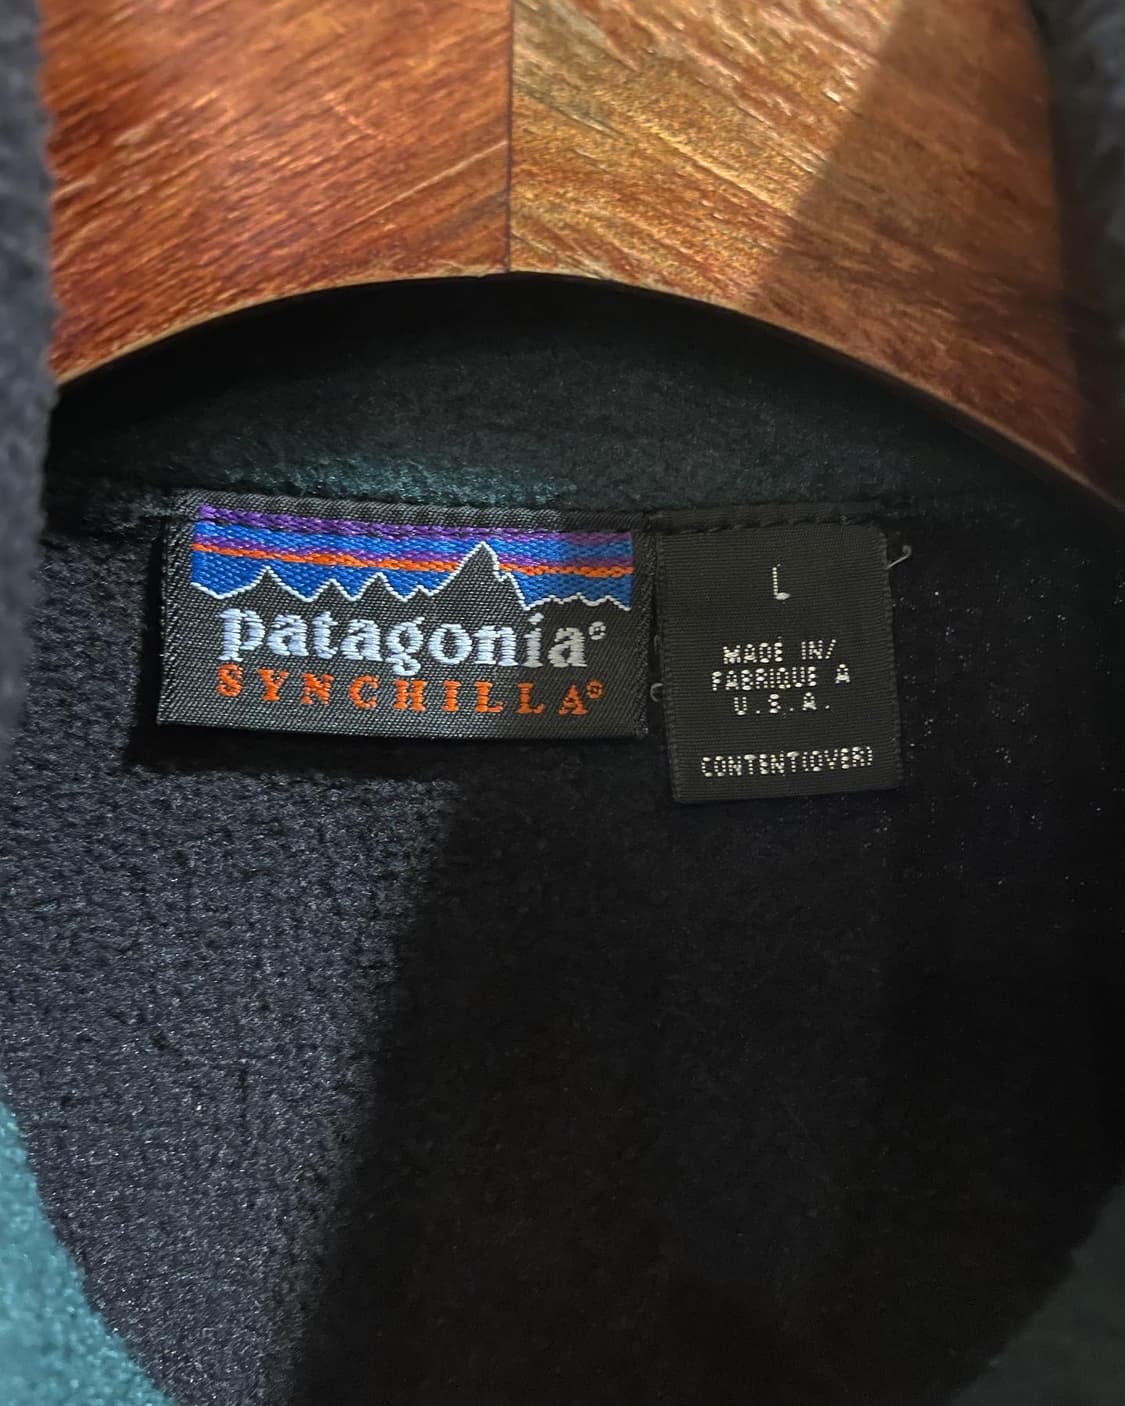 patagonia®
SYNCHILLA®
L
MADE IN/
FABRIQUE A
U.S.A.
CONTENT(OVER)